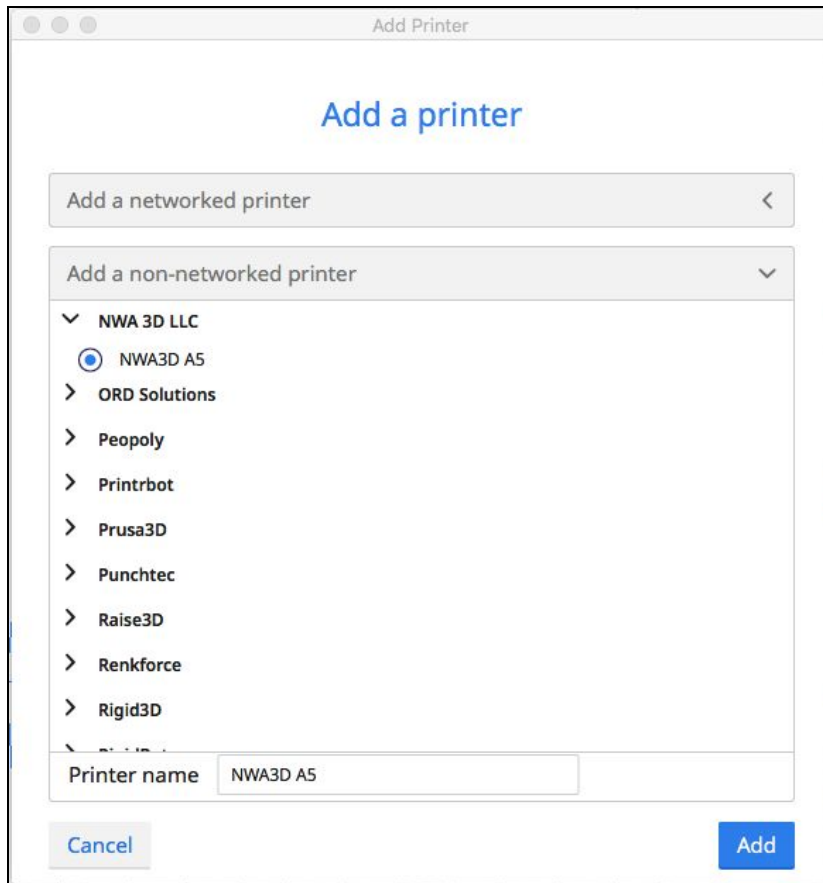 Add Printer
Add a printer
Add a networked printer
Add a non-networked printer
NWA 3D LLC
NWA3D A5
ORD Solutions
Peopoly
Printrbot
Prusa3D
Punchtec
Raise3D
Renkforce
Rigid3D
Printer name NWA3D A5
Cancel Add